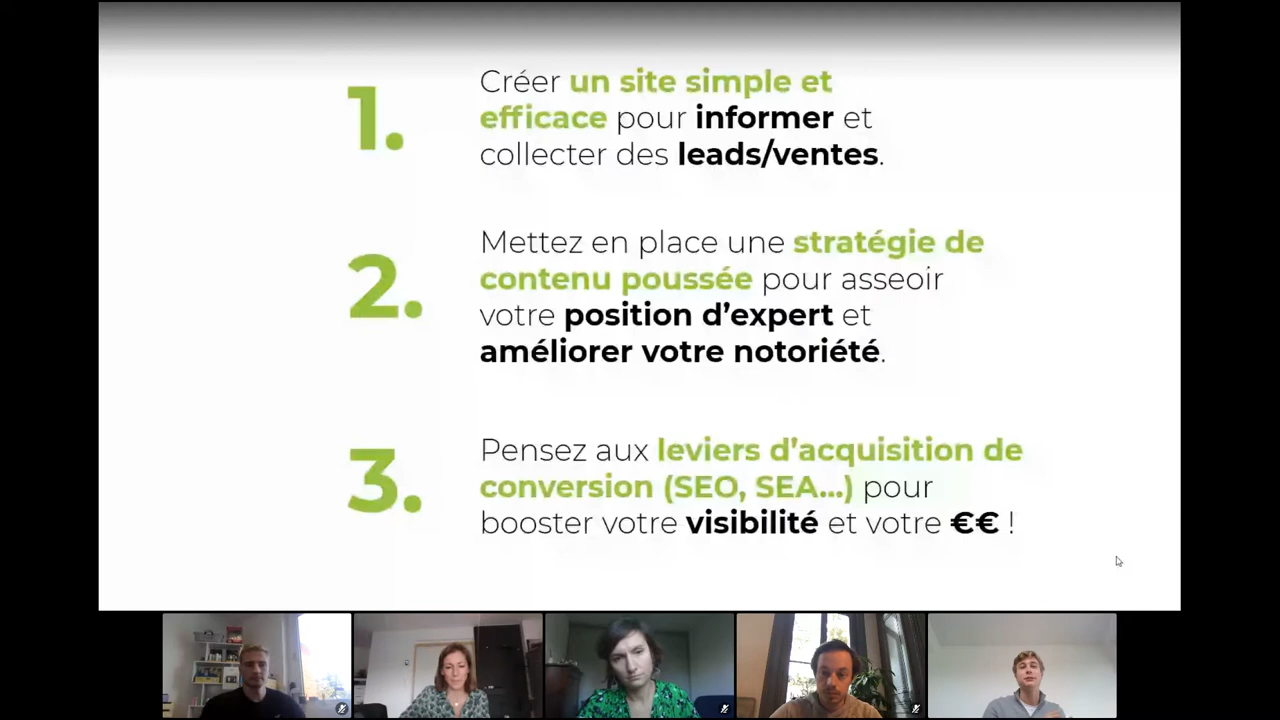 1.
Créer un site simple et
efficace pour informer et
collecter des leads/ventes.
2.
Mettez en place une stratégie de
contenu poussée pour asseoir
votre position d’expert et
améliorer votre notoriété.
3.
Pensez aux leviers d’acquisition de
conversion (SEO, SEA...) pour
booster votre visibilité et votre €€ !